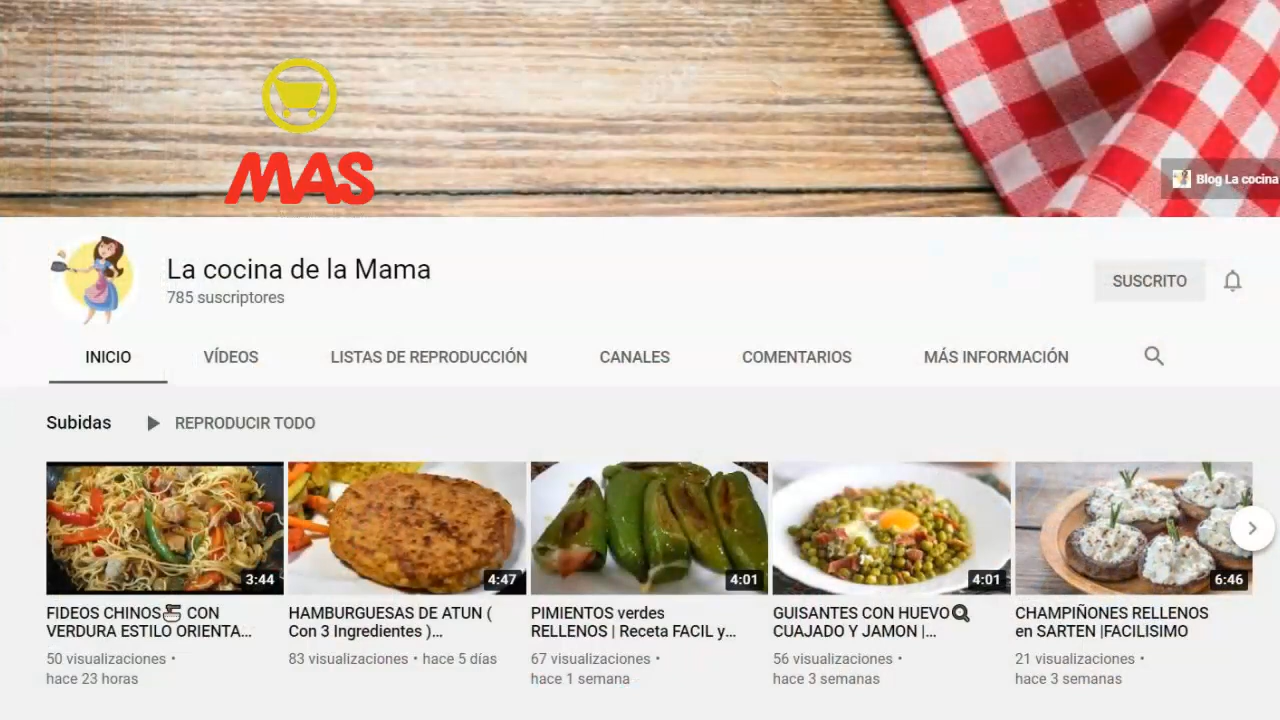 MAS
Blog La cocina
La cocina de la Mama
785 suscriptores
SUSCRITO
INICIO
VÍDEOS
LISTAS DE REPRODUCCIÓN
CANALES
COMENTARIOS
MÁS INFORMACIÓN
Subidas
REPRODUCIR TODO
3:44
4:47
4:01
4:01
6:46
FIDEOS CHINOS🍜 CON
VERDURA ESTILO ORIENTA...
50 visualizaciones •
hace 23 horas
HAMBURGUESAS DE ATUN (
Con 3 Ingredientes )...
83 visualizaciones • hace 5 días
PIMIENTOS verdes
RELLENOS | Receta FACIL y...
67 visualizaciones •
hace 1 semana
GUISANTES CON HUEVO🔍
CUAJADO Y JAMON |...
56 visualizaciones •
hace 3 semanas
CHAMPIÑONES RELLENOS
en SARTEN |FACILISIMO
21 visualizaciones •
hace 3 semanas